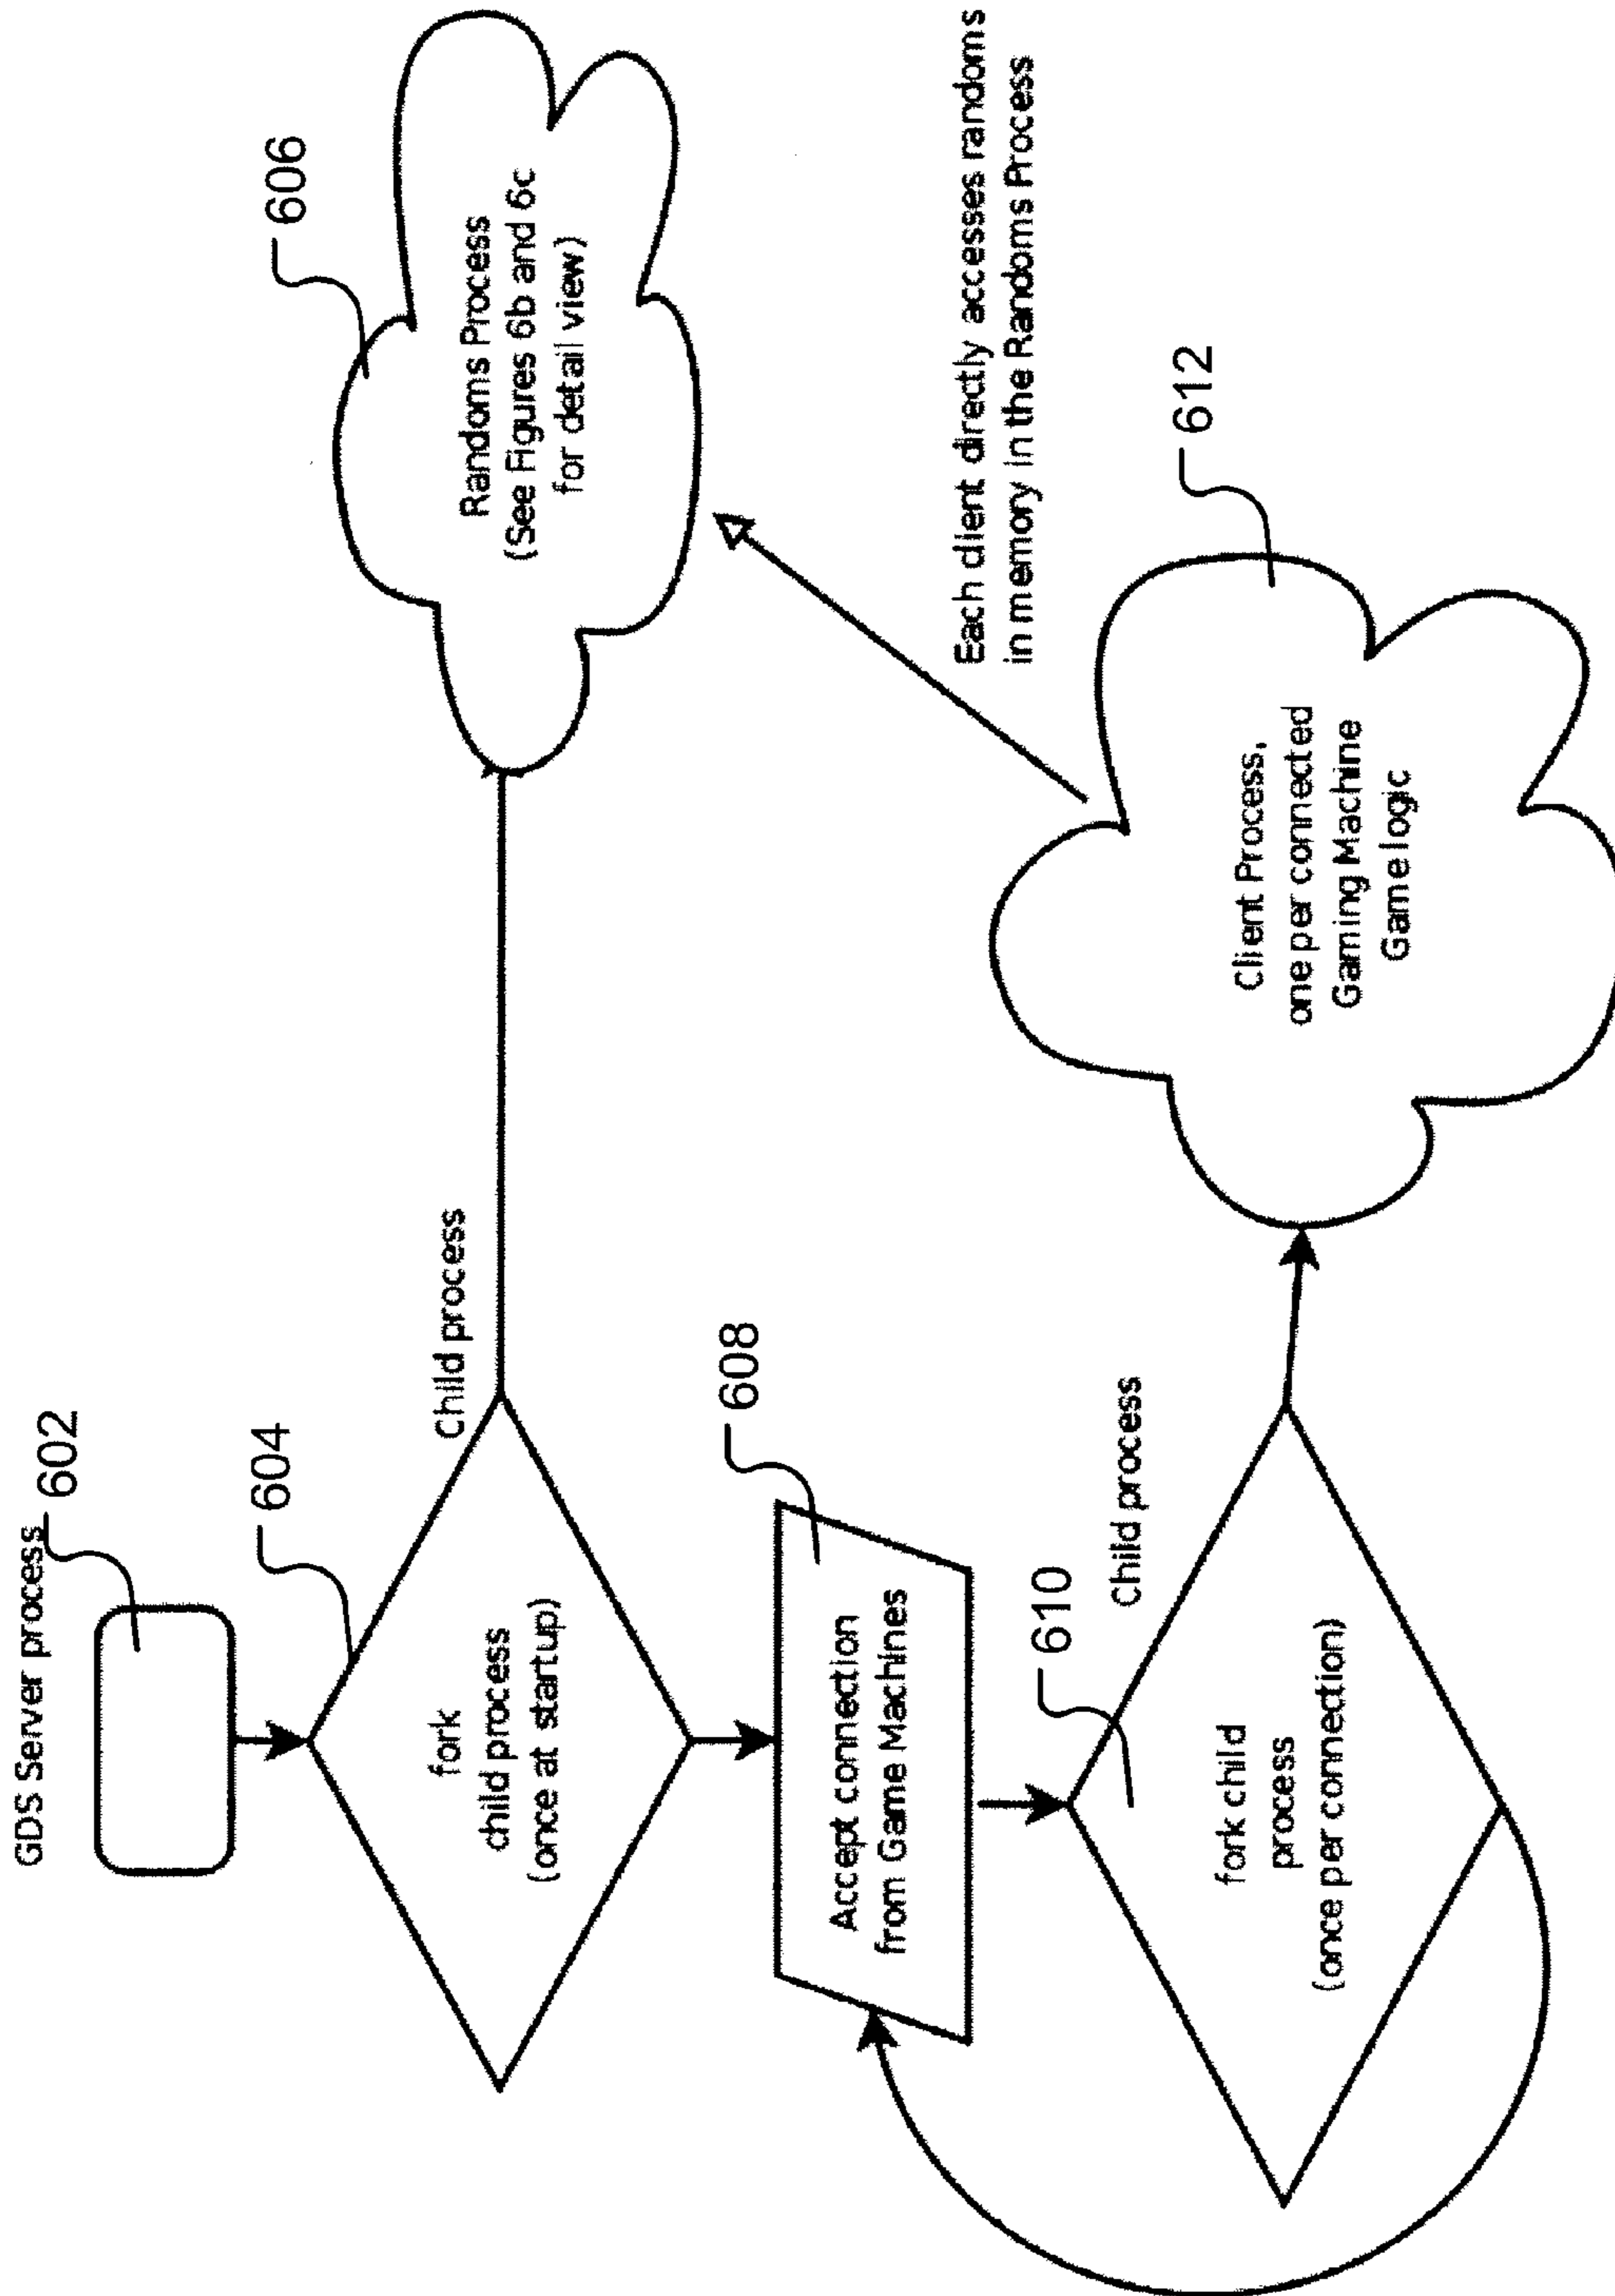 GDS Server process
602
604
fork
child process
(once at startup)
Child process
606
Randoms Process
(See Figures 6b and 6c
for detail view)
608
Accept connection
from Game Machines
Each client directly accesses randoms
in memory in the Randoms Process
610
fork child
process
(once per connection)
Child process
612
Client Process,
one per connected
Gaming Machine
Game logic